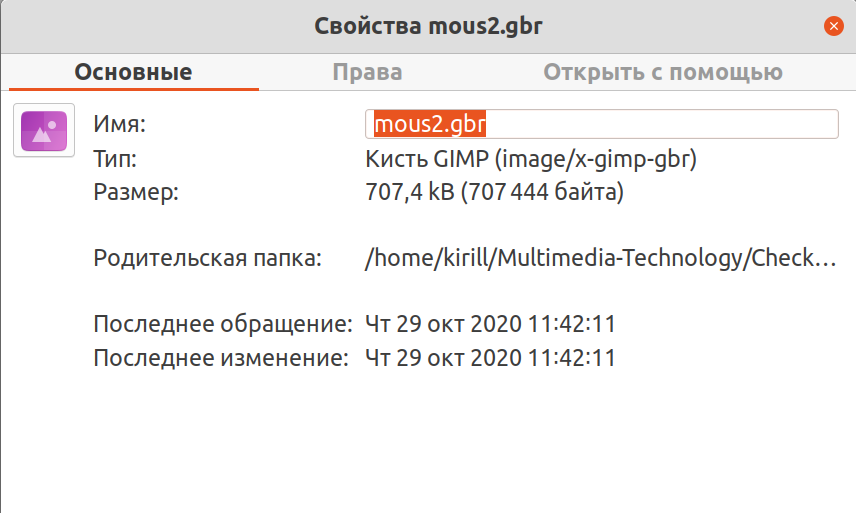 Свойства mous2.gbr
Основные Права Открыть с помощью
Имя: mous2.gbr
Тип: Кисть GIMP (image/x-gimp-gbr)
Размер: 707,4 kB (707 444 байта)
Родительская папка: /home/kirill/Multimedia-Technology/Check…
Последнее обращение: Чт 29 окт 2020 11:42:11
Последнее изменение: Чт 29 окт 2020 11:42:11